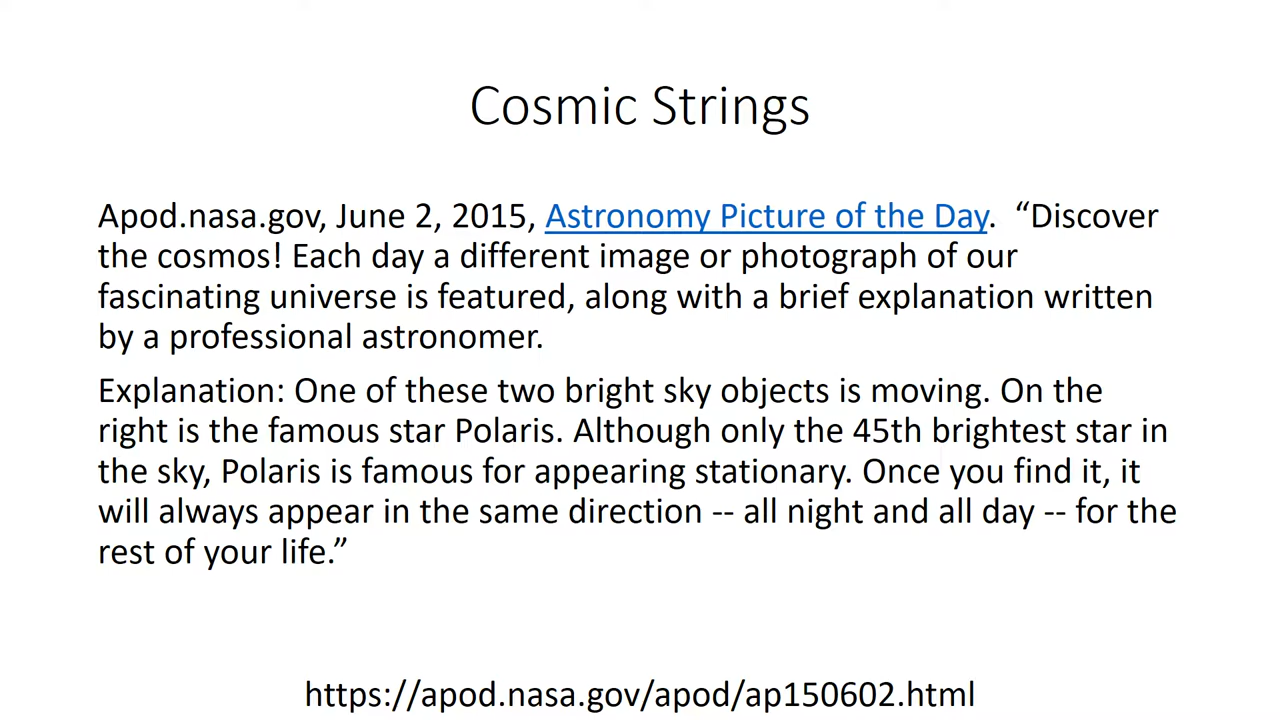 Cosmic Strings
Apod.nasa.gov, June 2, 2015, Astronomy Picture of the Day. “Discover
the cosmos! Each day a different image or photograph of our
fascinating universe is featured, along with a brief explanation written
by a professional astronomer.
Explanation: One of these two bright sky objects is moving. On the
right is the famous star Polaris. Although only the 45th brightest star in
the sky, Polaris is famous for appearing stationary. Once you find it, it
will always appear in the same direction -- all night and all day -- for the
rest of your life.”
https://apod.nasa.gov/apod/ap150602.html